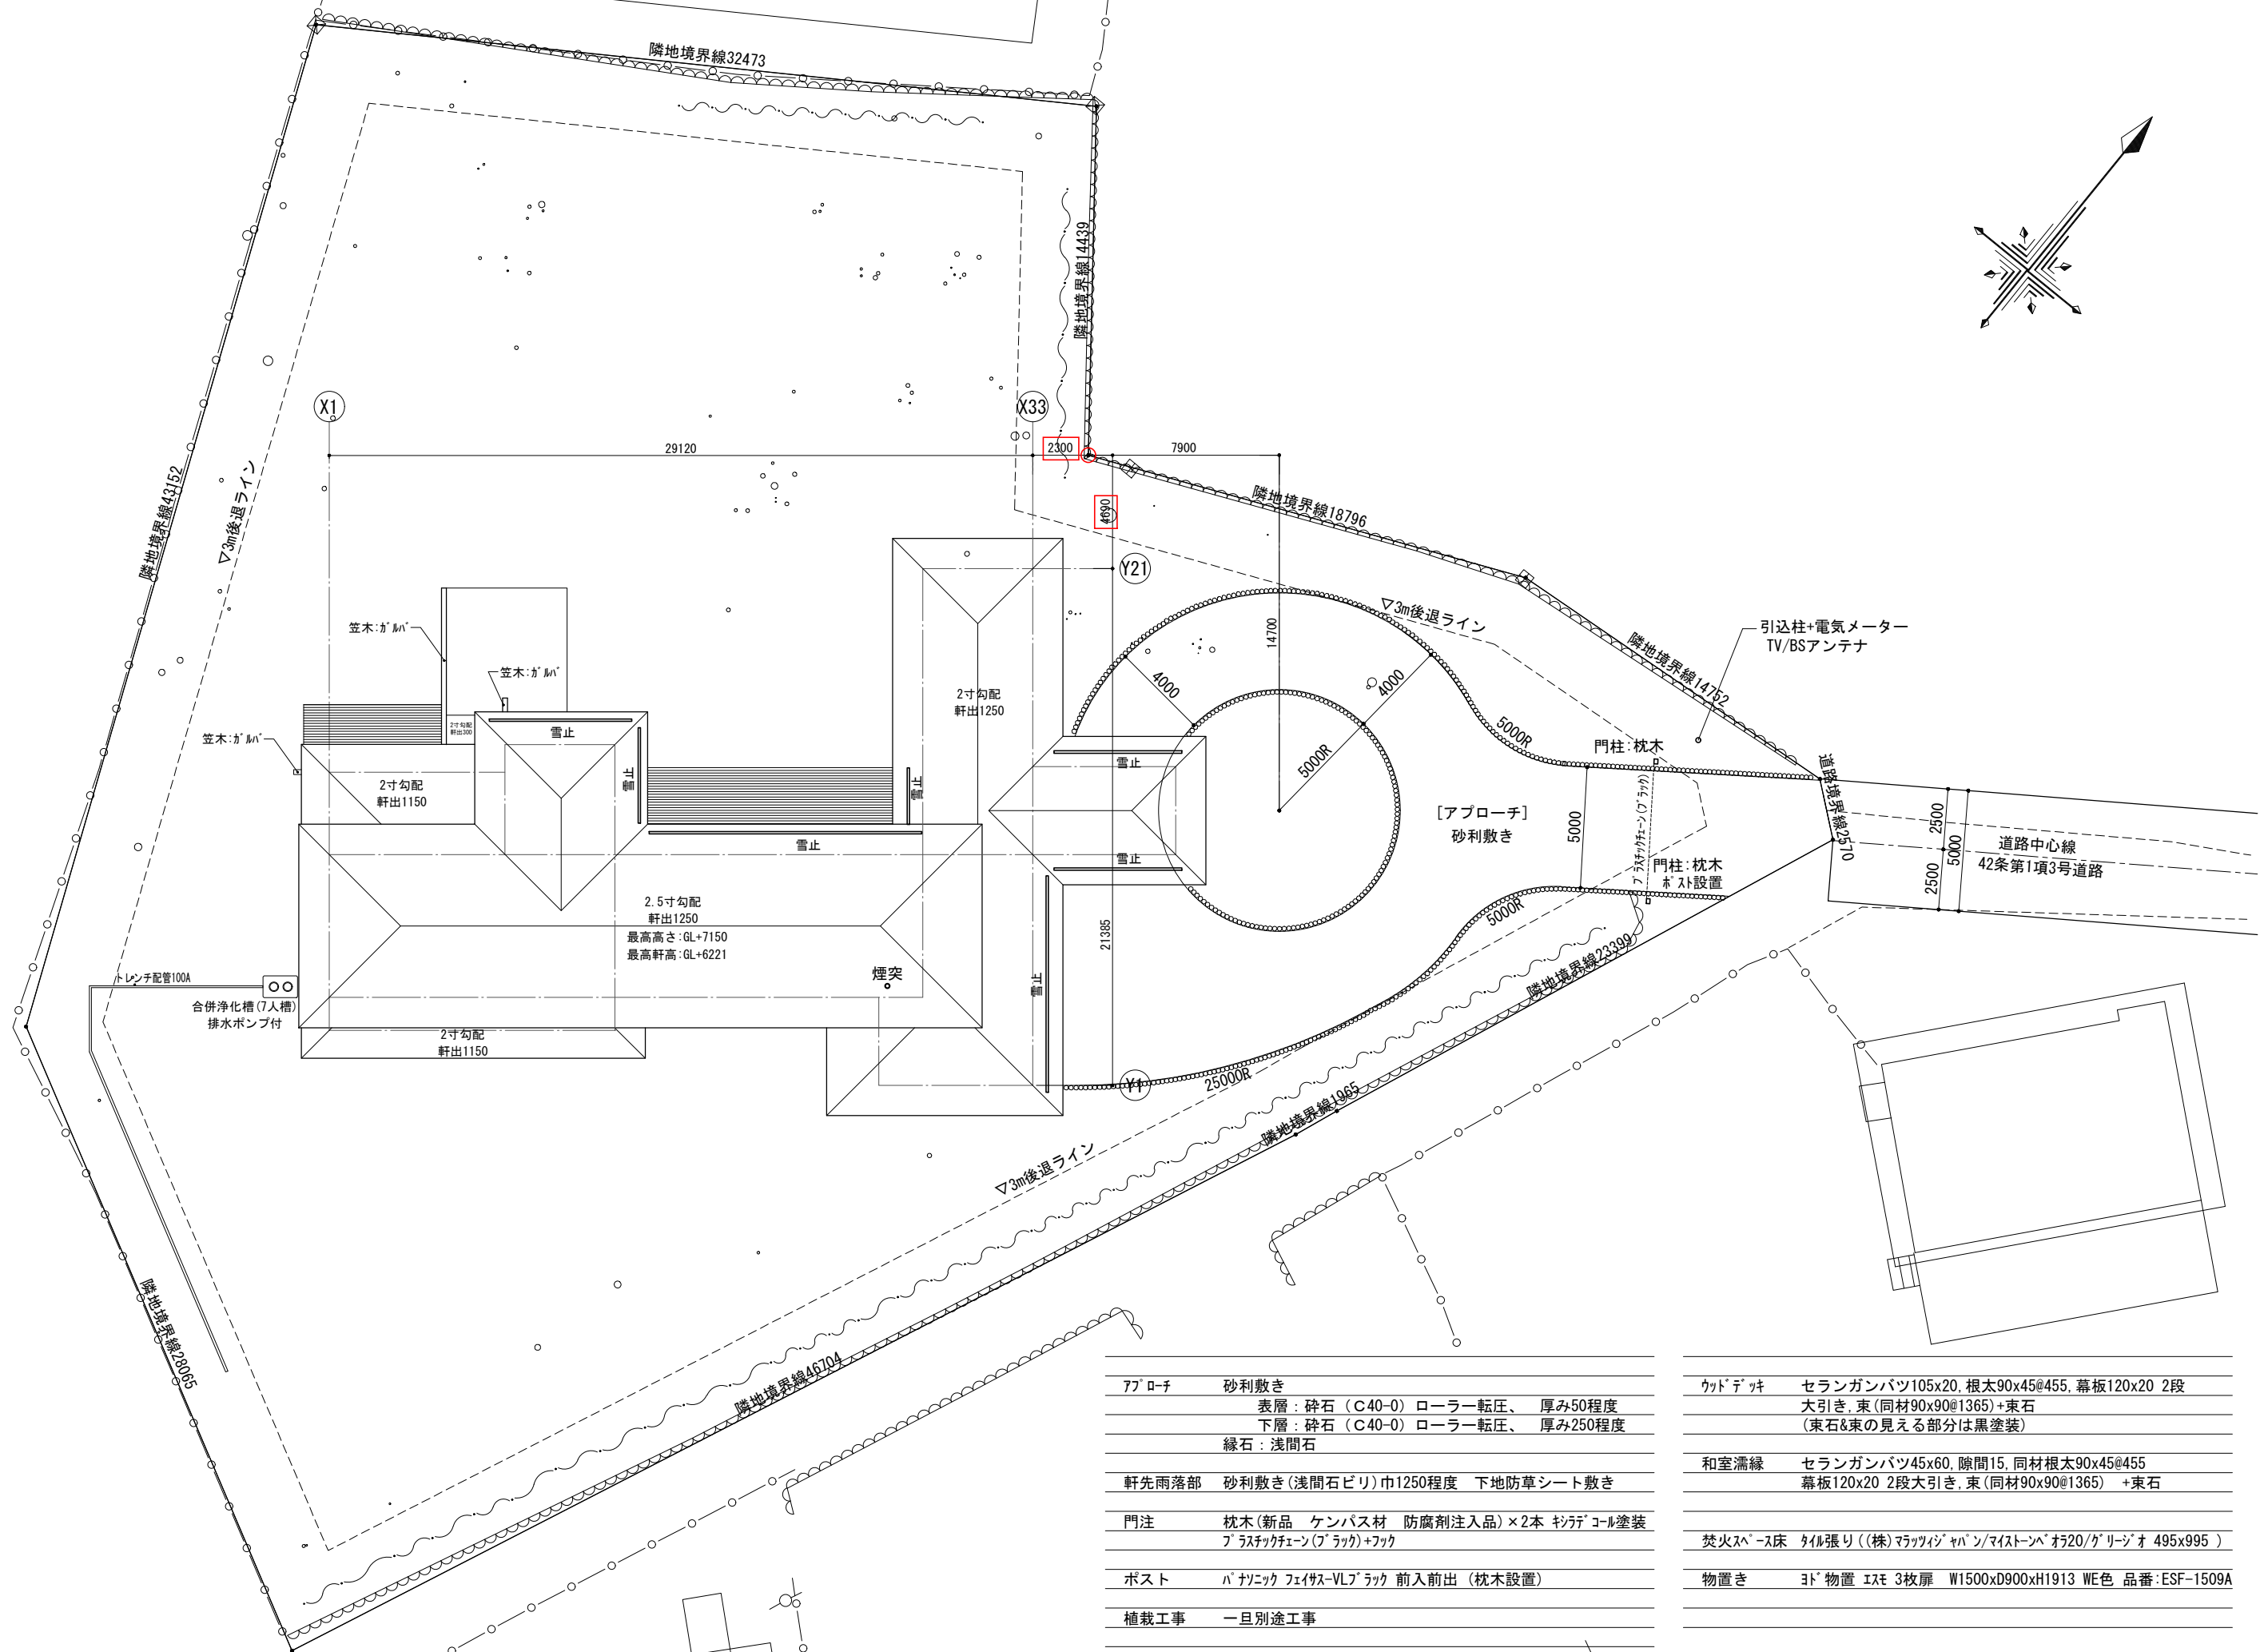 隣地境界線32473
隣地境界線14439
隣地境界線43152
▽3m後退ライン
X1
X33
29120
2300
7900
4690
隣地境界線18796
Y21
▽3m後退ライン
14700
引込柱+電気メーター
TV/BSアンテナ
隣地境界線14752
笠木:ガルバ
笠木:ガルバ
笠木:ガルバ
2寸勾配
軒出300
雪止
雪止
2寸勾配
軒出1250
4000
4000
5000R
5000R
門柱:枕木
雪止
雪止
2寸勾配
軒出1150
雪止
雪止
[アプローチ]
砂利敷き
5000
プラスチックチェーン(ブラック)
道路境界線2570
2500
2500
5000
道路中心線
42条第1項3号道路
門柱:枕木
ポスト設置
5000R
2.5寸勾配
軒出1250
最高高さ:GL+7150
最高軒高:GL+6221
煙突
雪止
21385
トレンチ配管100A
合併浄化槽(7人槽)
排水ポンプ付
2寸勾配
軒出1150
Y1
25000R
隣地境界線23399
隣地境界線1965
▽3m後退ライン
隣地境界線28065
隣地境界線46704
アプローチ 砂利敷き
表層:砕石(C40-0)ローラー転圧、 厚み50程度
下層:砕石(C40-0)ローラー転圧、 厚み250程度
縁石:浅間石
軒先雨落部 砂利敷き(浅間石ビリ)巾1250程度 下地防草シート敷き
門注 枕木(新品 ケンパス材 防腐剤注入品)×2本 キシラデコール塗装
プラスチックチェーン(ブラック)+フック
ポスト パナソニック フェイサス-VLブラック 前入前出 (枕木設置)
植栽工事 一旦別途工事
ウッドデッキ セランガンバツ105x20,根太90x45@455,幕板120x20 2段
大引き,束(同材90x90@1365)+束石
(束石&束の見える部分は黒塗装)
和室濡縁 セランガンバツ45x60,隙間15,同材根太90x45@455
幕板120x20 2段大引き,束(同材90x90@1365) +束石
焚火スペース床 タイル張り((株)マラッツィジャパン/マイストーンベオラ20/グリージオ 495x995 )
物置き ヨド物置 エスモ 3枚扉 W1500xD900xH1913 WE色 品番:ESF-1509A